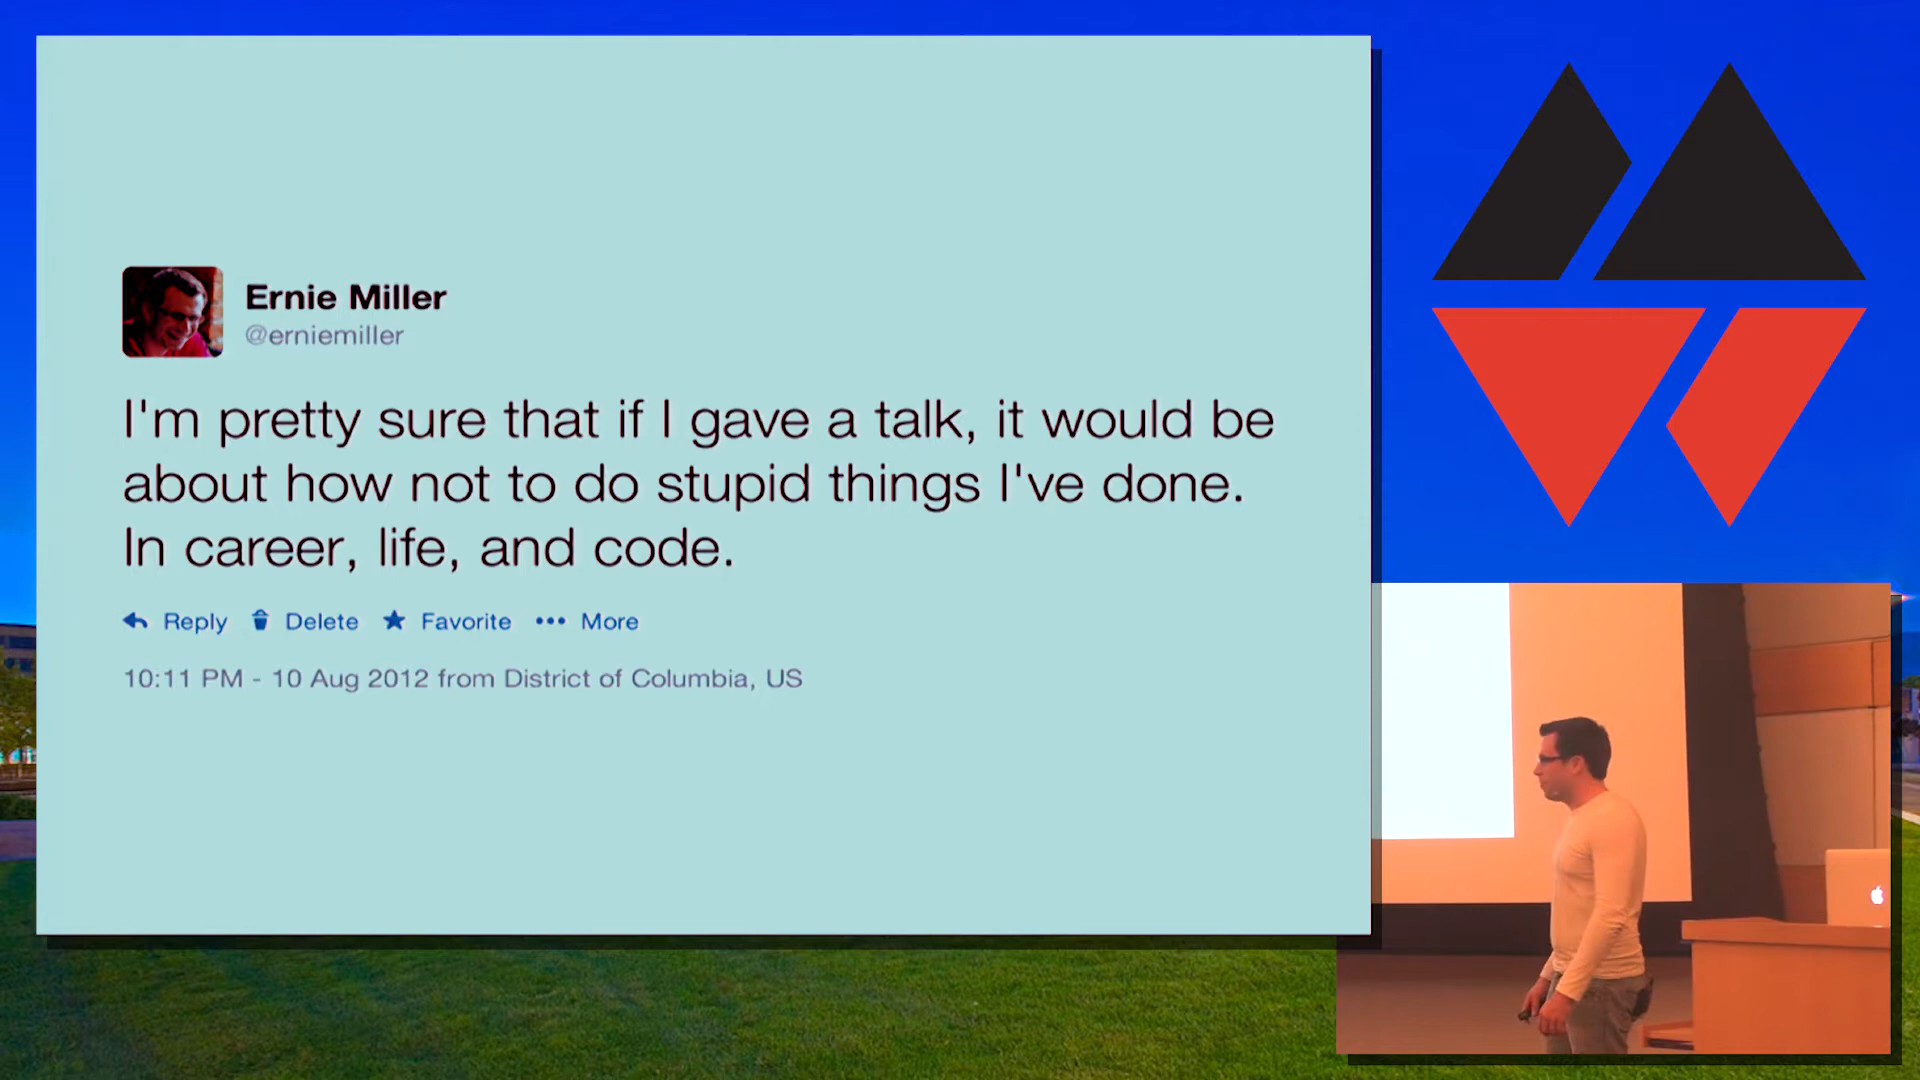 Ernie Miller
@erniemiller
I'm pretty sure that if I gave a talk, it would be
about how not to do stupid things I've done.
In career, life, and code.
Reply Delete Favorite ••• More
10:11 PM - 10 Aug 2012 from District of Columbia, US